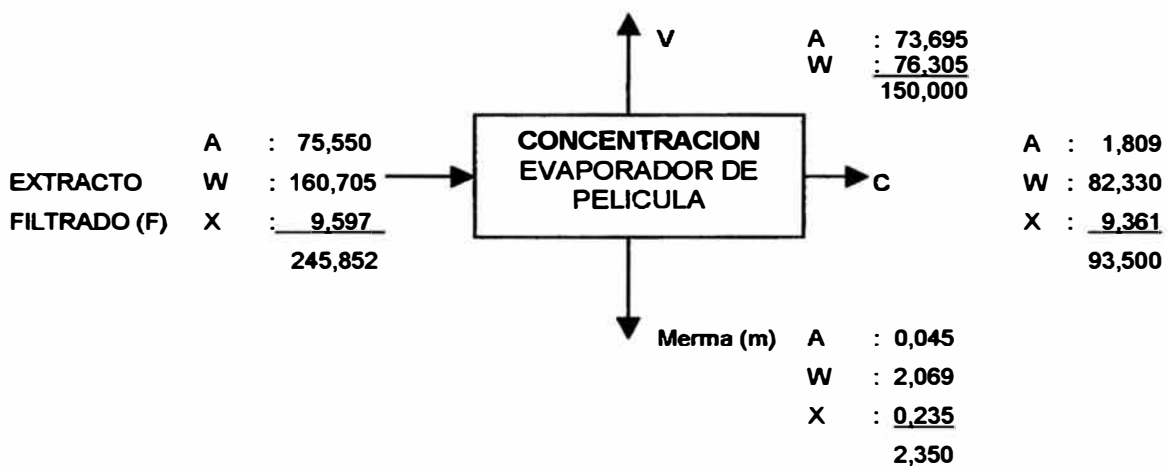 V
A : 73,695
W : 76,305
150,000
EXTRACTO
FILTRADO (F)
A : 75,550
W : 160,705
X : 9,597
245,852
CONCENTRACION
EVAPORADOR DE
PELICULA
C
A : 1,809
W : 82,330
X : 9,361
93,500
Merma (m)
A : 0,045
W : 2,069
X : 0,235
2,350